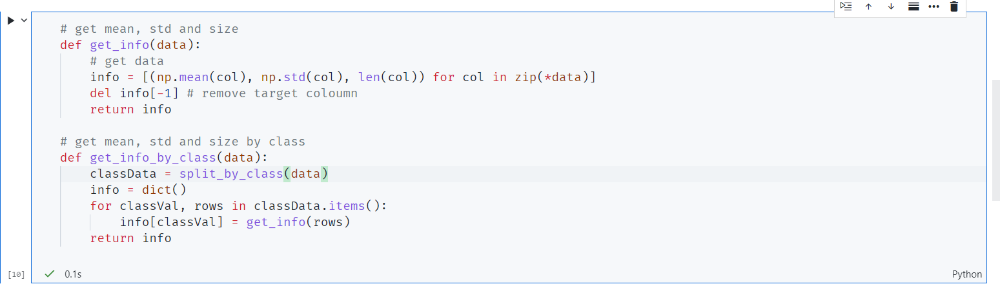 # get mean, std and size
def get_info(data):
    # get data
    info = [(np.mean(col), np.std(col), len(col)) for col in zip(*data)]
    del info[-1] # remove target coloumn
    return info

# get mean, std and size by class
def get_info_by_class(data):
    classData = split_by_class(data)
    info = dict()
    for classVal, rows in classData.items():
        info[classVal] = get_info(rows)
    return info
[10] 0.1s Python